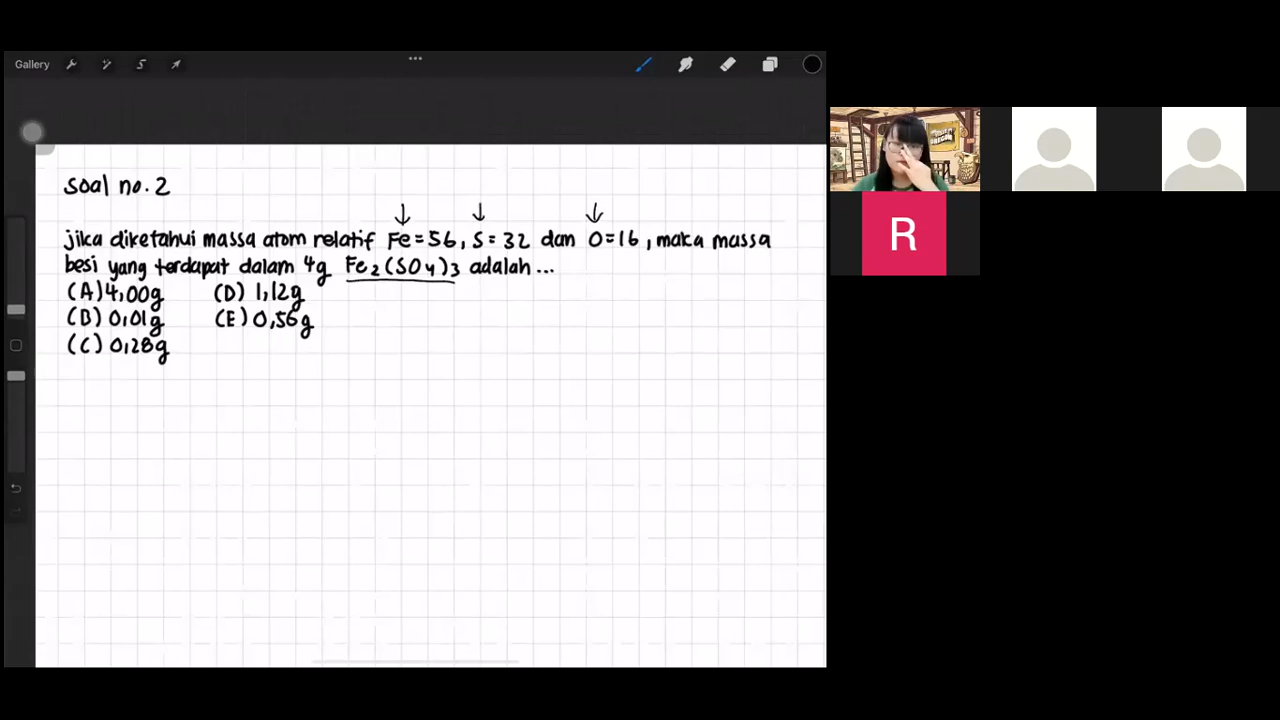 Gallery
soal no. 2
jika diketahui massa atom relatif Fe=56, S=32 dan O=16, maka massa
besi yang terdapat dalam 4g Fe2(SO4)3 adalah...
(A) 4,00g (D) 1,12g
(B) 0,01g (E) 0,56g
(C) 0,28g
R